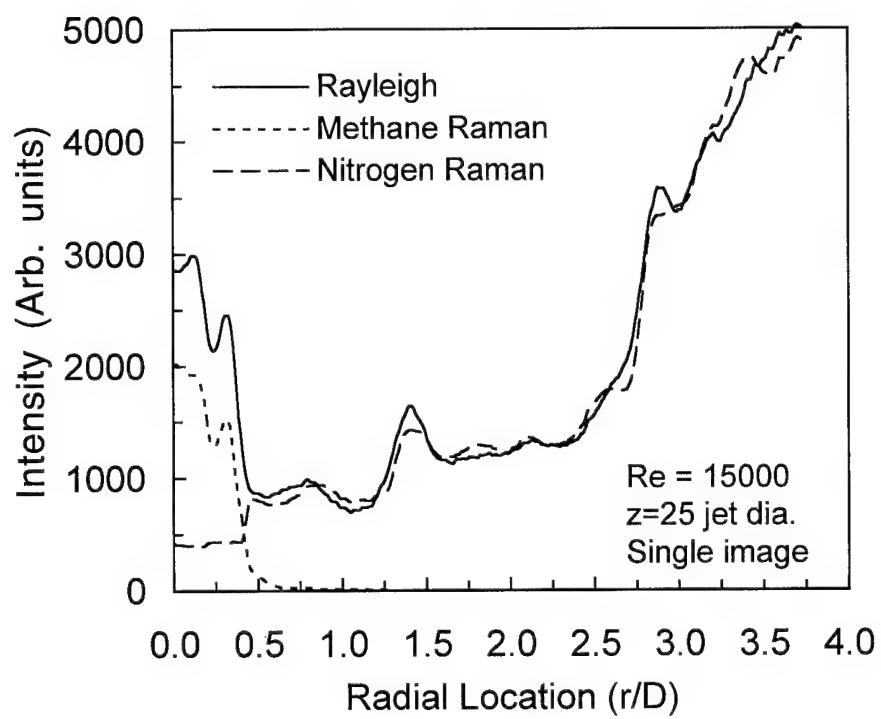 5000
4000
3000
2000
1000
0
Intensity (Arb. units)
Rayleigh
Methane Raman
Nitrogen Raman
Re = 15000
z=25 jet dia.
Single image
0.0 0.5 1.0 1.5 2.0 2.5 3.0 3.5 4.0
Radial Location (r/D)